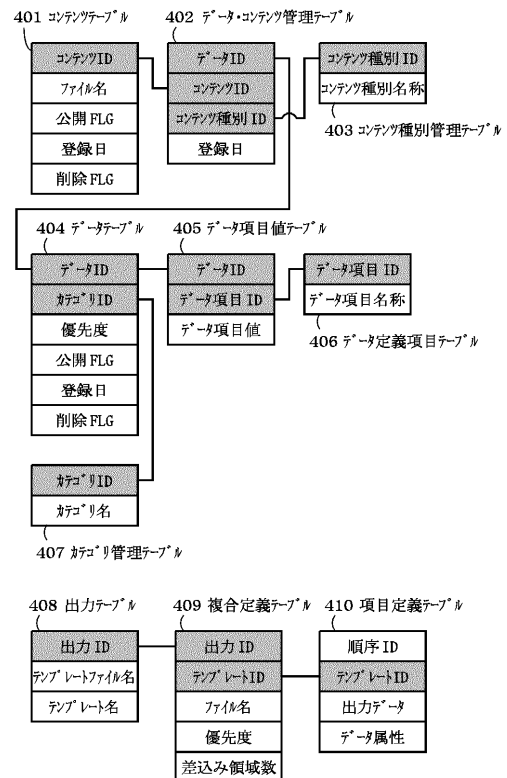 401 コンテンツテーブル
コンテンツID
ファイル名
公開FLG
登録日
削除FLG
402 データ・コンテンツ管理テーブル
データID
コンテンツID
コンテンツ種別ID
登録日
コンテンツ種別ID
コンテンツ種別名称
403 コンテンツ種別管理テーブル
404 データテーブル
データID
カテゴリID
優先度
公開FLG
登録日
削除FLG
405 データ項目値テーブル
データID
データ項目ID
データ項目値
データ項目ID
データ項目名称
406 データ定義項目テーブル
カテゴリID
カテゴリ名
407 カテゴリ管理テーブル
408 出力テーブル
出力ID
テンプレートファイル名
テンプレート名
409 複合定義テーブル
出力ID
テンプレートID
ファイル名
優先度
差込み領域数
410 項目定義テーブル
順序ID
テンプレートID
出力データ
データ属性